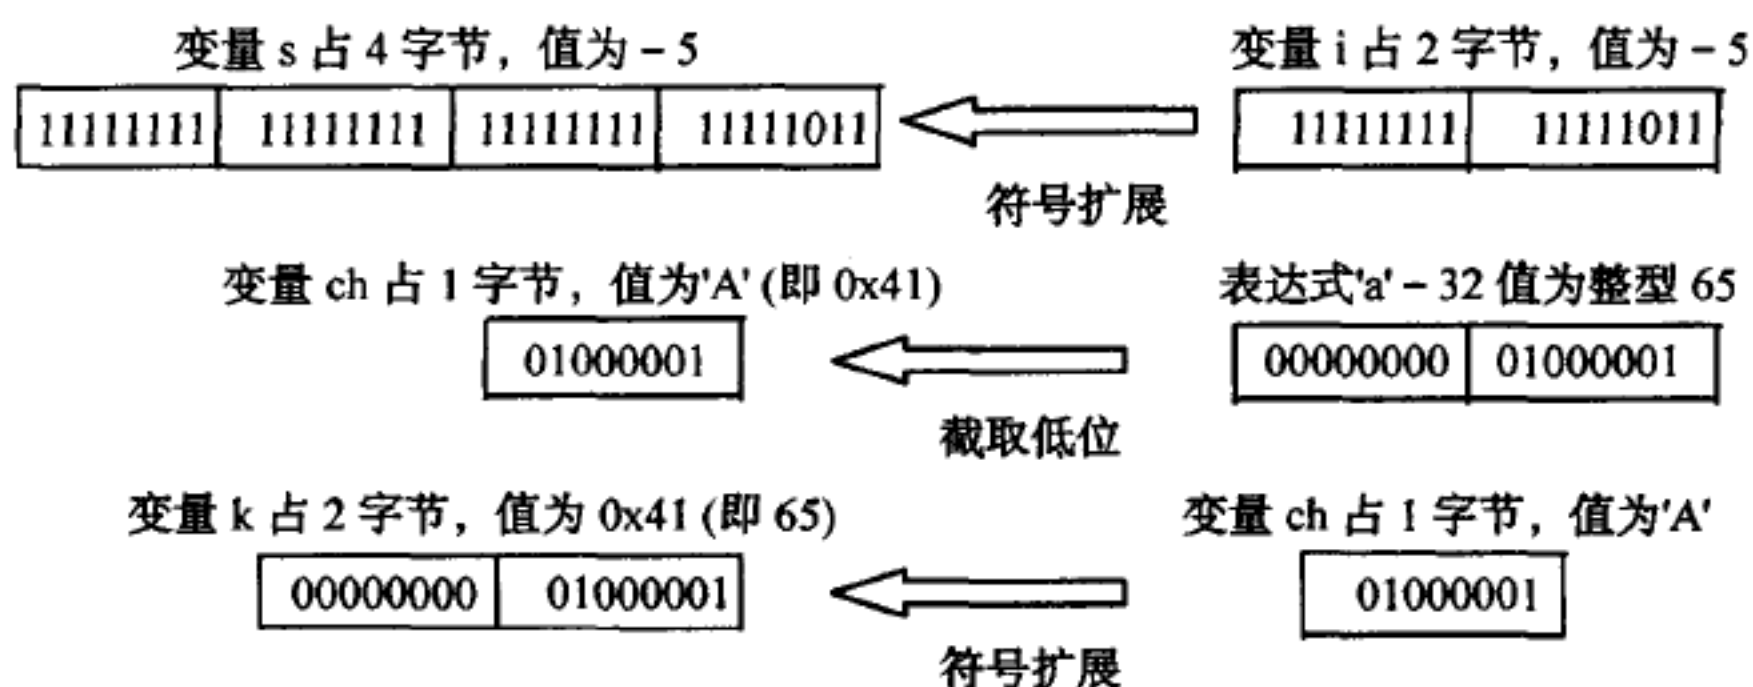 变量 s 占 4 字节，值为 – 5
变量 i 占 2 字节，值为 – 5
11111111 11111111 11111111 11111011
11111111 11111011
符号扩展
变量 ch 占 1 字节，值为'A' (即 0x41)
表达式'a' – 32 值为整型 65
01000001
00000000 01000001
截取低位
变量 k 占 2 字节，值为 0x41 (即 65)
变量 ch 占 1 字节，值为'A'
00000000 01000001
01000001
符号扩展